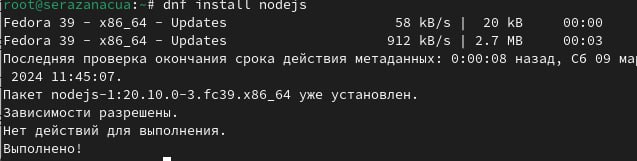 root@serazanacua:~# dnf install nodejs
Fedora 39 - x86_64 - Updates 58 kB/s | 20 kB 00:00
Fedora 39 - x86_64 - Updates 912 kB/s | 2.7 MB 00:03
Последняя проверка окончания срока действия метаданных: 0:00:08 назад, Сб 09 мар
2024 11:45:07.
Пакет nodejs-1:20.10.0-3.fc39.x86_64 уже установлен.
Зависимости разрешены.
Нет действий для выполнения.
Выполнено!